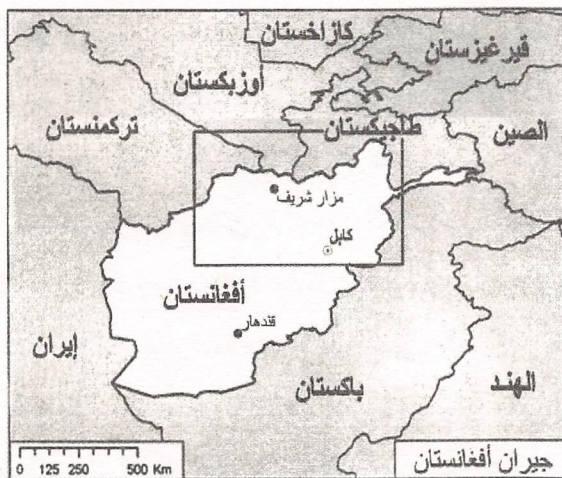 كازاخستان
قيرغيزستان
أوزبكستان
تركمنستان
طاجيكستان
الصين
مزار شريف
كابل
أفغانستان
قندهار
إيران
باكستان
الهند
0 125 250 500 Km
جيران أفغانستان